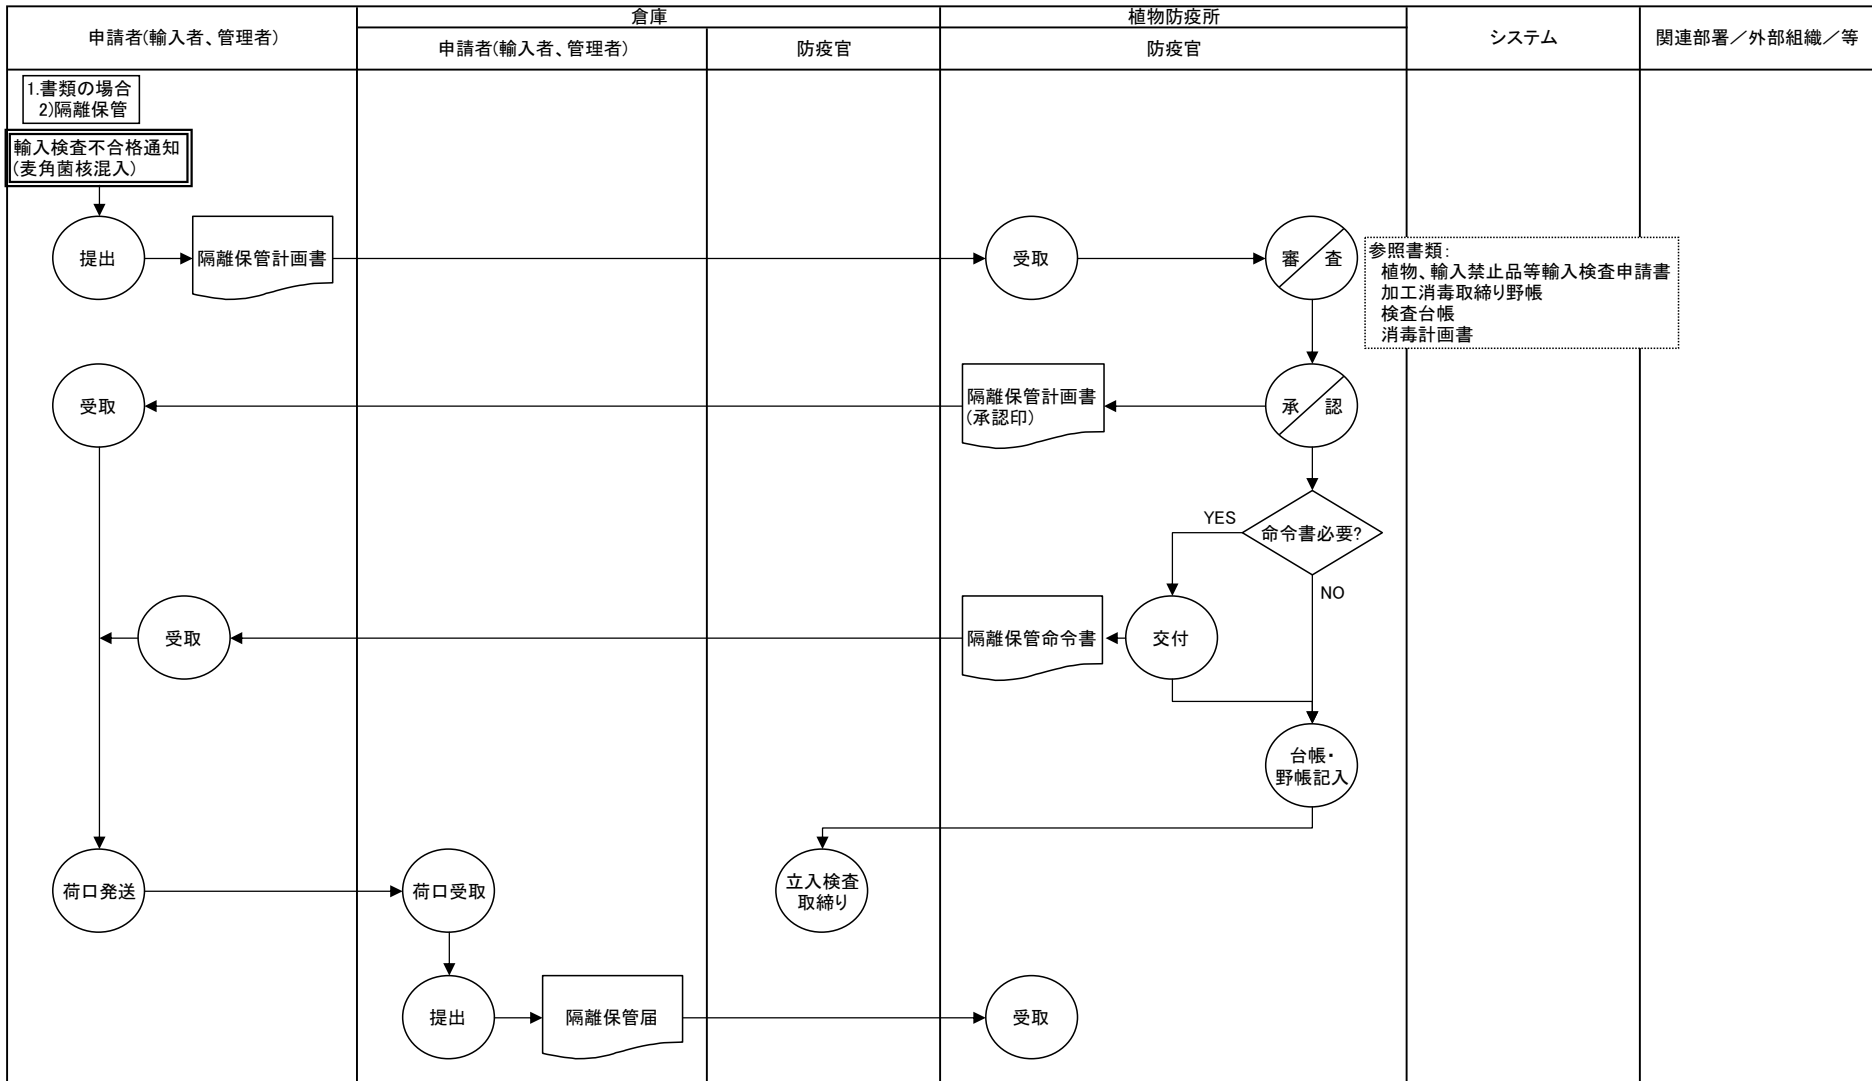 申請者(輸入者、管理者)
倉庫
申請者(輸入者、管理者)
防疫官
植物防疫所
防疫官
システム
関連部署／外部組織／等
1.書類の場合
2)隔離保管
輸入検査不合格通知
(麦角菌核混入)
提出
隔離保管計画書
受取
審査
参照書類：
植物、輸入禁止品等輸入検査申請書
加工消毒取締り野帳
検査台帳
消毒計画書
受取
隔離保管計画書
(承認印)
承認
YES
命令書必要?
NO
受取
隔離保管命令書
交付
台帳・
野帳記入
荷口発送
荷口受取
立入検査
取締り
提出
隔離保管届
受取